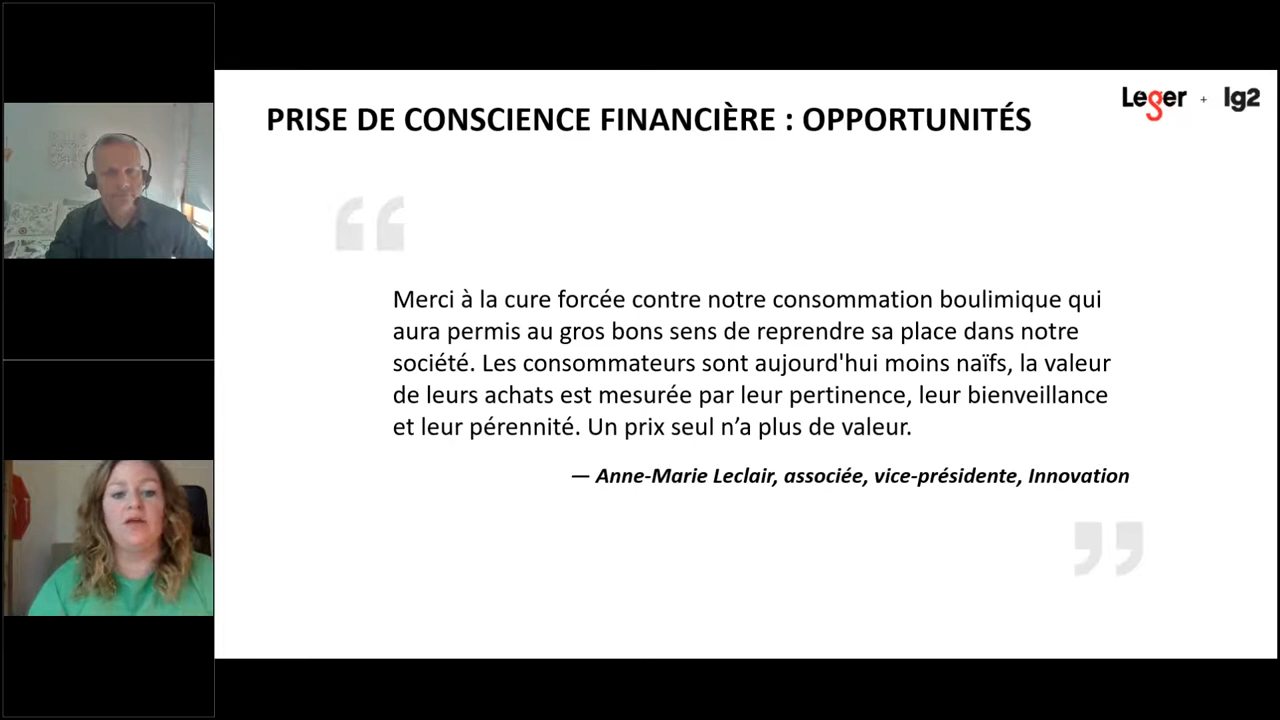 PRISE DE CONSCIENCE FINANCIÈRE : OPPORTUNITÉS
Leger + lg2
“
Merci à la cure forcée contre notre consommation boulimique qui
aura permis au gros bons sens de reprendre sa place dans notre
société. Les consommateurs sont aujourd'hui moins naïfs, la valeur
de leurs achats est mesurée par leur pertinence, leur bienveillance
et leur pérennité. Un prix seul n’a plus de valeur.
— Anne-Marie Leclair, associée, vice-présidente, Innovation
”